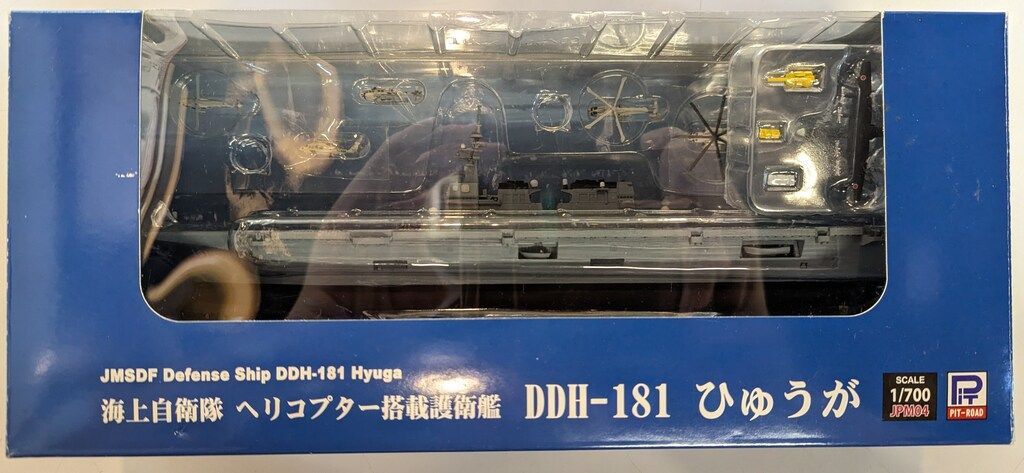 JMSDF Defense Ship DDH-181 Hyuga
海上自衛隊 ヘリコプター搭載護衛艦 DDH-181 ひゅうが
SCALE
1/700
JPM04
PIT
PIT-ROAD